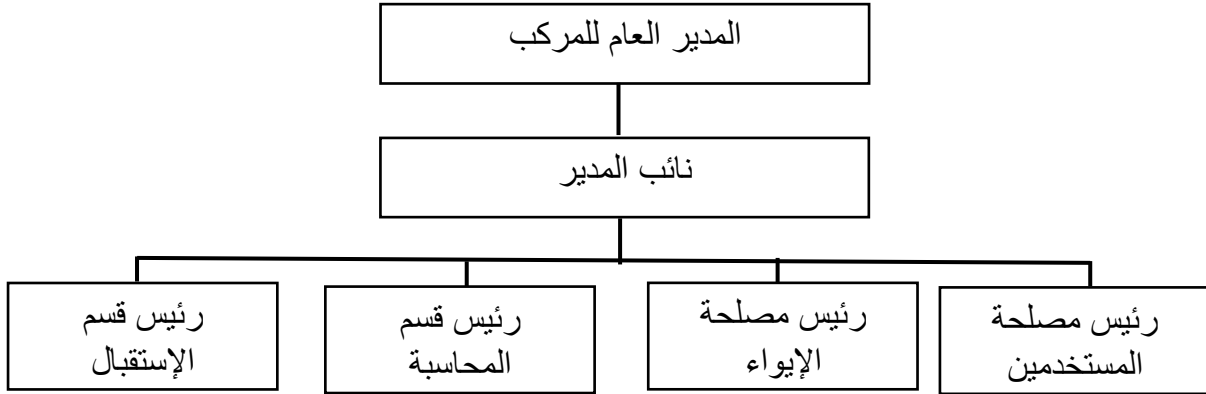 المدير العام للمركب
نائب المدير
رئيس مصلحة
المستخدمين
رئيس مصلحة
الإيواء
رئيس قسم
المحاسبة
رئيس قسم
الإستقبال